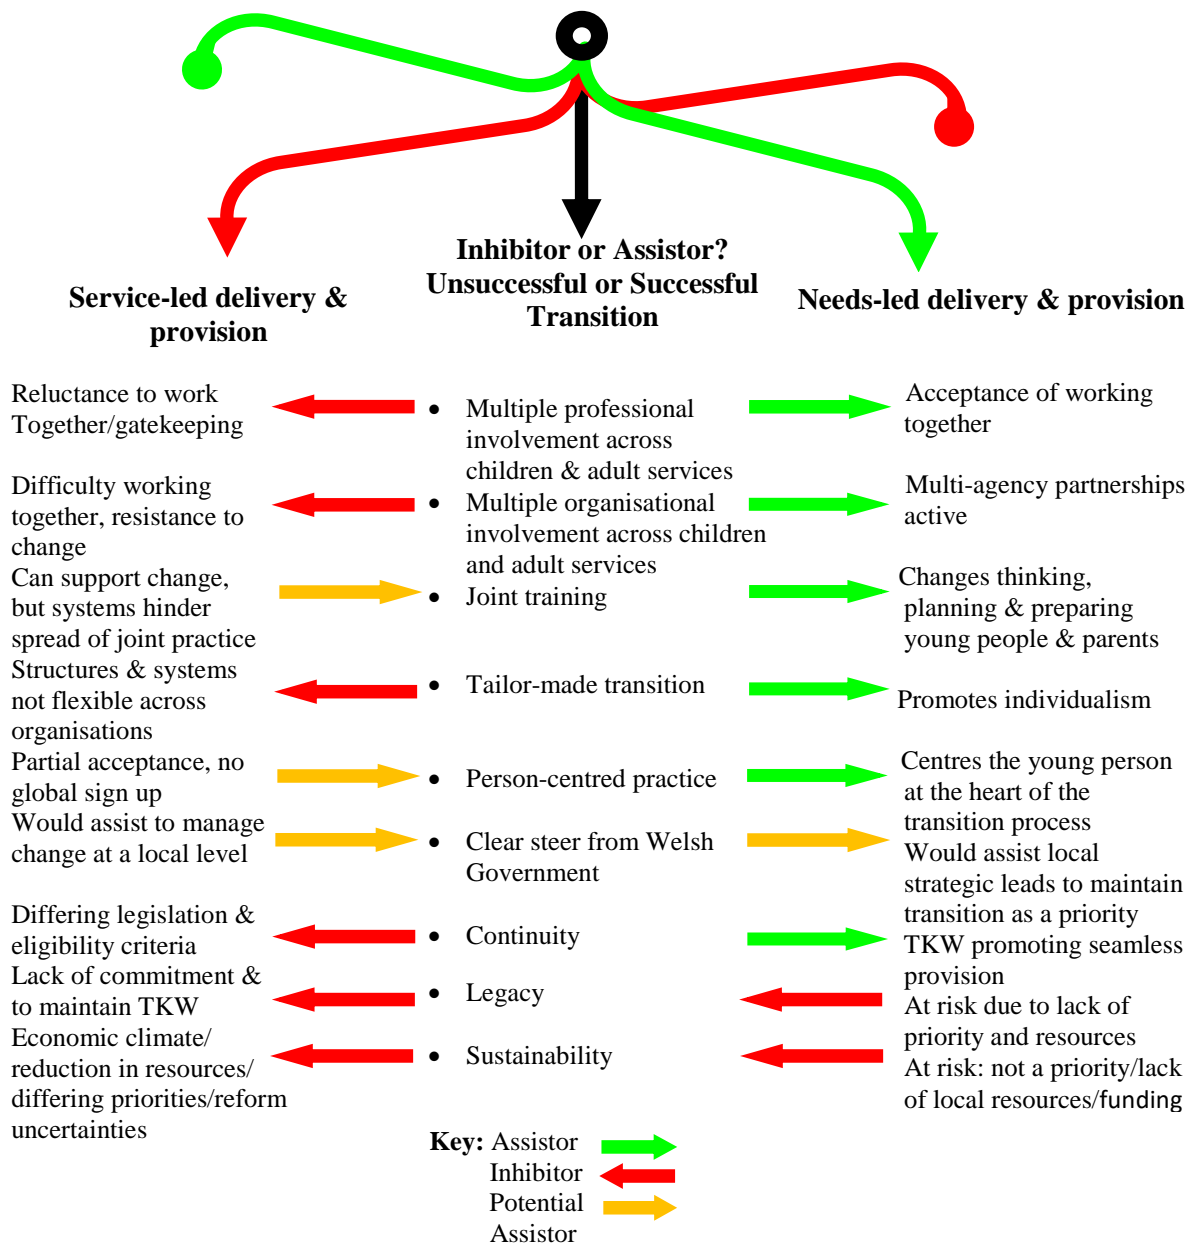 Inhibitor or Assistor?
Unsuccessful or Successful
Transition
Service-led delivery &
provision
Needs-led delivery & provision
Reluctance to work
Together/gatekeeping
• Multiple professional
involvement across
children & adult services
Acceptance of working
together
Difficulty working
together, resistance to
change
• Multiple organisational
involvement across children
and adult services
Multi-agency partnerships
active
Can support change,
but systems hinder
spread of joint practice
• Joint training
Changes thinking,
planning & preparing
young people & parents
Structures & systems
not flexible across
organisations
• Tailor-made transition
Promotes individualism
Partial acceptance, no
global sign up
• Person-centred practice
Centres the young person
at the heart of the
transition process
Would assist to manage
change at a local level
• Clear steer from Welsh
Government
Would assist local
strategic leads to maintain
transition as a priority
Differing legislation &
eligibility criteria
• Continuity
TKW promoting seamless
provision
Lack of commitment &
to maintain TKW
• Legacy
At risk due to lack of
priority and resources
Economic climate/
reduction in resources/
differing priorities/reform
uncertainties
• Sustainability
At risk: not a priority/lack
of local resources/funding
Key: Assistor
Inhibitor
Potential
Assistor